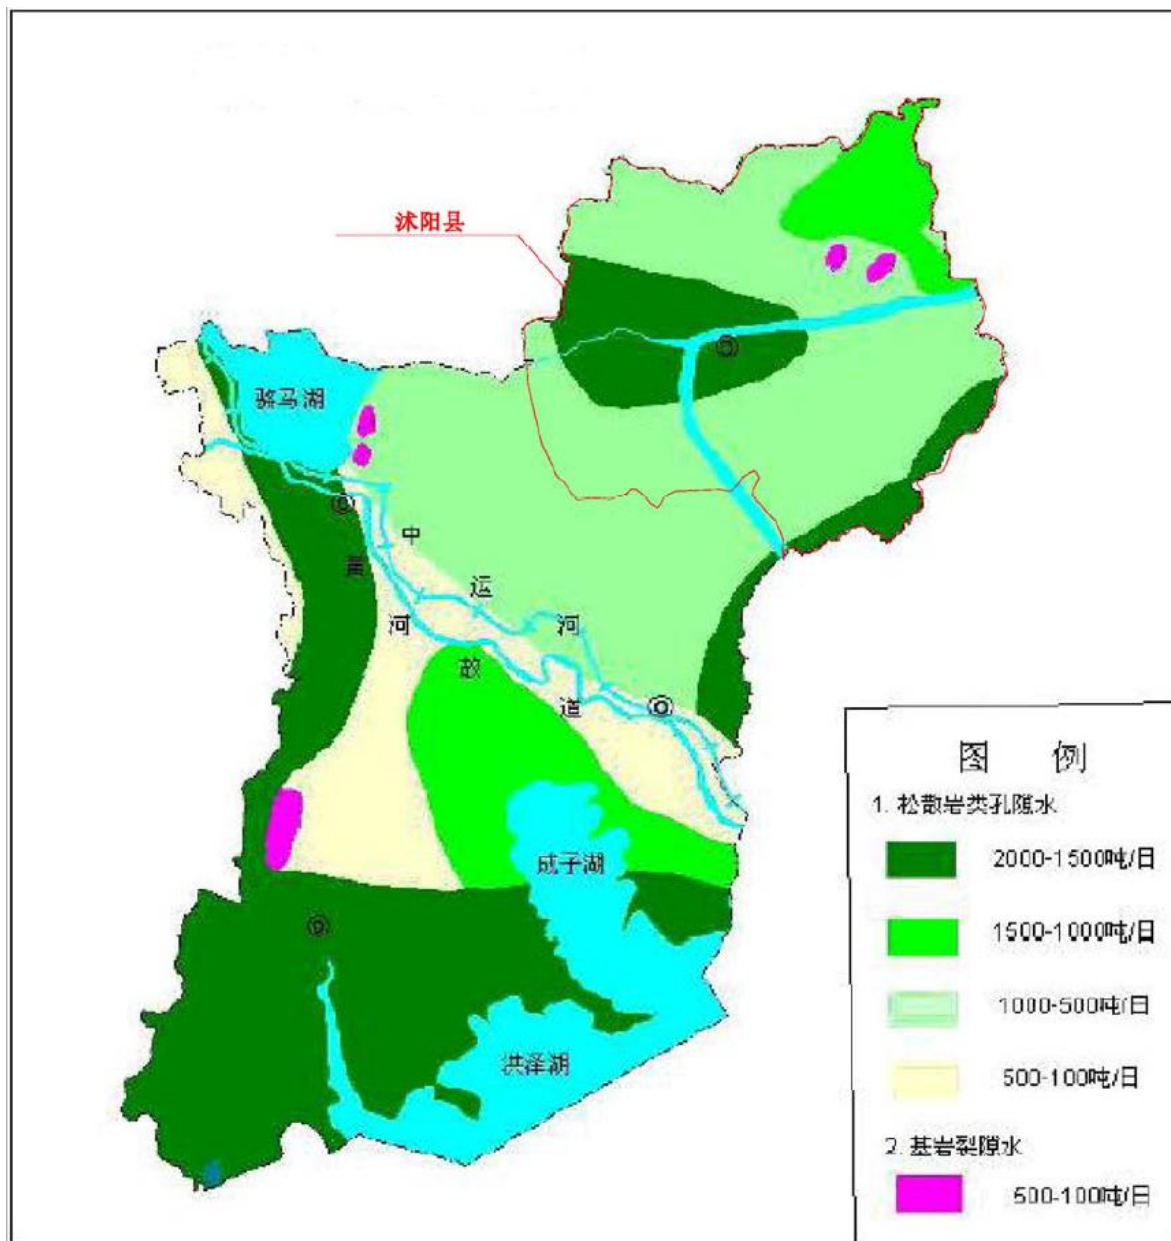 沭阳县
骆马湖
中
黄
运
河
河
故
道
成子湖
洪泽湖
图 例
1. 松散岩类孔隙水
2000-1500吨/日
1500-1000吨/日
1000-500吨/日
500-100吨/日
2. 基岩裂隙水
500-100吨/日